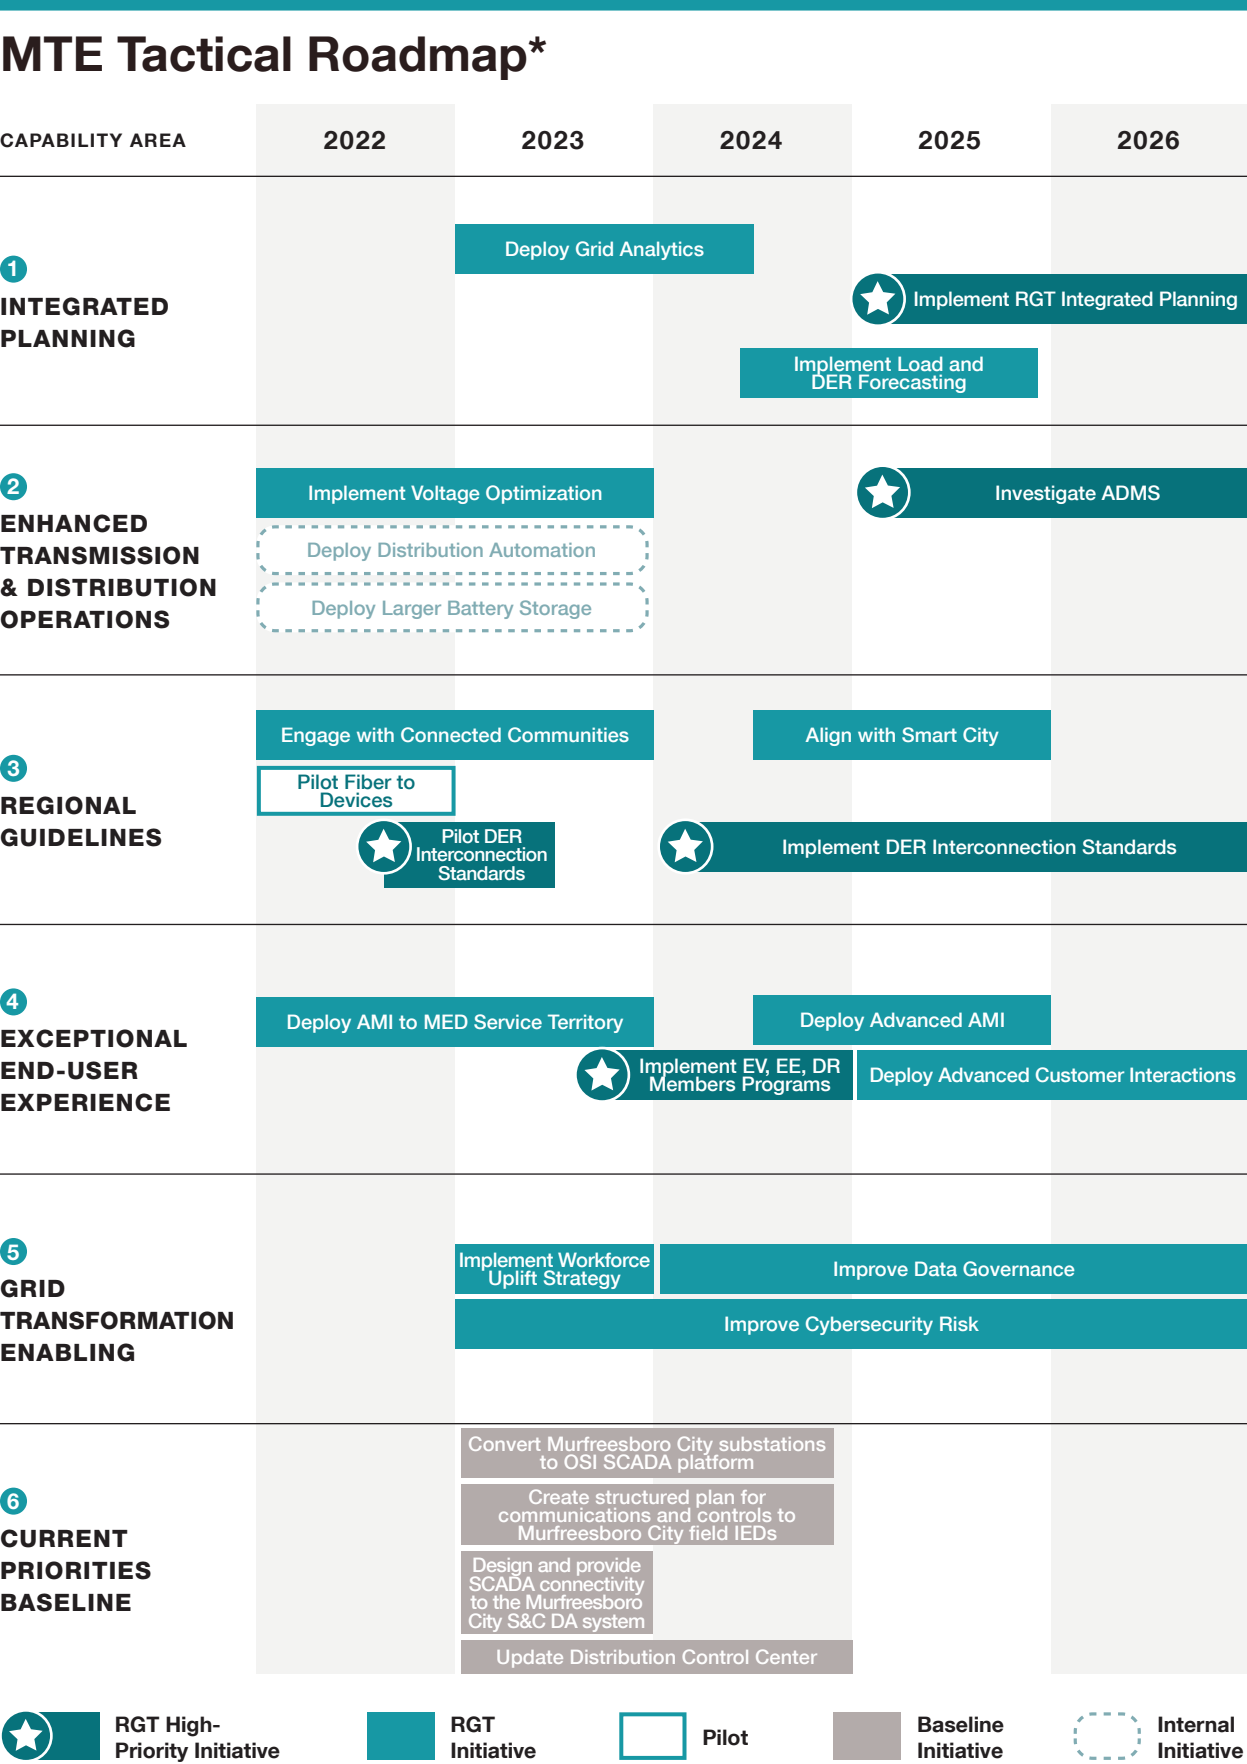 MTE Tactical Roadmap*
CAPABILITY AREA
2022
2023
2024
2025
2026
1
INTEGRATED
PLANNING
Deploy Grid Analytics
Implement RGT Integrated Planning
Implement Load and
DER Forecasting
2
ENHANCED
TRANSMISSION
& DISTRIBUTION
OPERATIONS
Implement Voltage Optimization
Investigate ADMS
Deploy Distribution Automation
Deploy Larger Battery Storage
3
REGIONAL
GUIDELINES
Engage with Connected Communities
Align with Smart City
Pilot Fiber to
Devices
Pilot DER
Interconnection
Standards
Implement DER Interconnection Standards
4
EXCEPTIONAL
END-USER
EXPERIENCE
Deploy AMI to MED Service Territory
Deploy Advanced AMI
Implement EV, EE, DR
Members Programs
Deploy Advanced Customer Interactions
5
GRID
TRANSFORMATION
ENABLING
Implement Workforce
Uplift Strategy
Improve Data Governance
Improve Cybersecurity Risk
6
CURRENT
PRIORITIES
BASELINE
Convert Murfreesboro City substations
to OSI SCADA platform
Create structured plan for
communications and controls to
Murfreesboro City field IEDs
Design and provide
SCADA connectivity
to the Murfreesboro
City S&C DA system
Update Distribution Control Center
RGT High-
Priority Initiative
RGT
Initiative
Pilot
Baseline
Initiative
Internal
Initiative